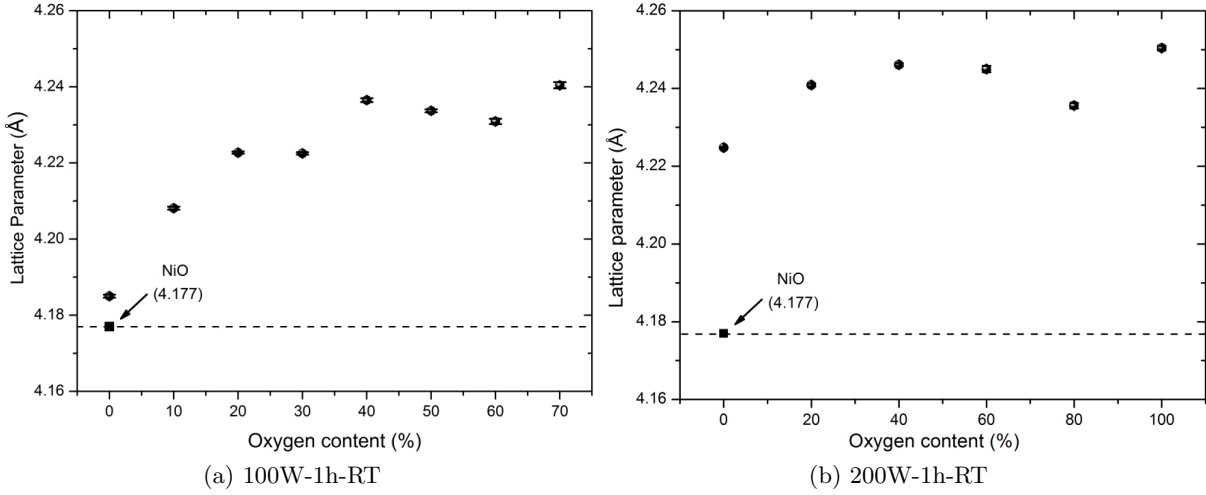 4.26
4.24
4.22
4.20
4.18
4.16
Lattice Parameter (Å)
NiO
(4.177)
0 10 20 30 40 50 60 70
Oxygen content (%)
(a) 100W-1h-RT
4.26
4.24
4.22
4.20
4.18
4.16
Lattice parameter (Å)
NiO
(4.177)
0 20 40 60 80 100
Oxygen content (%)
(b) 200W-1h-RT